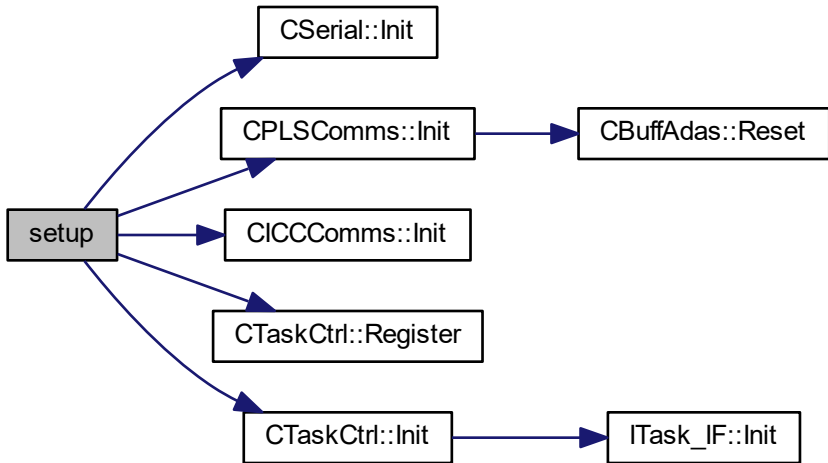 CSerial::Init
CPLSComms::Init
CBuffAdas::Reset
setup
CICCComms::Init
CTaskCtrl::Register
CTaskCtrl::Init
ITask_IF::Init